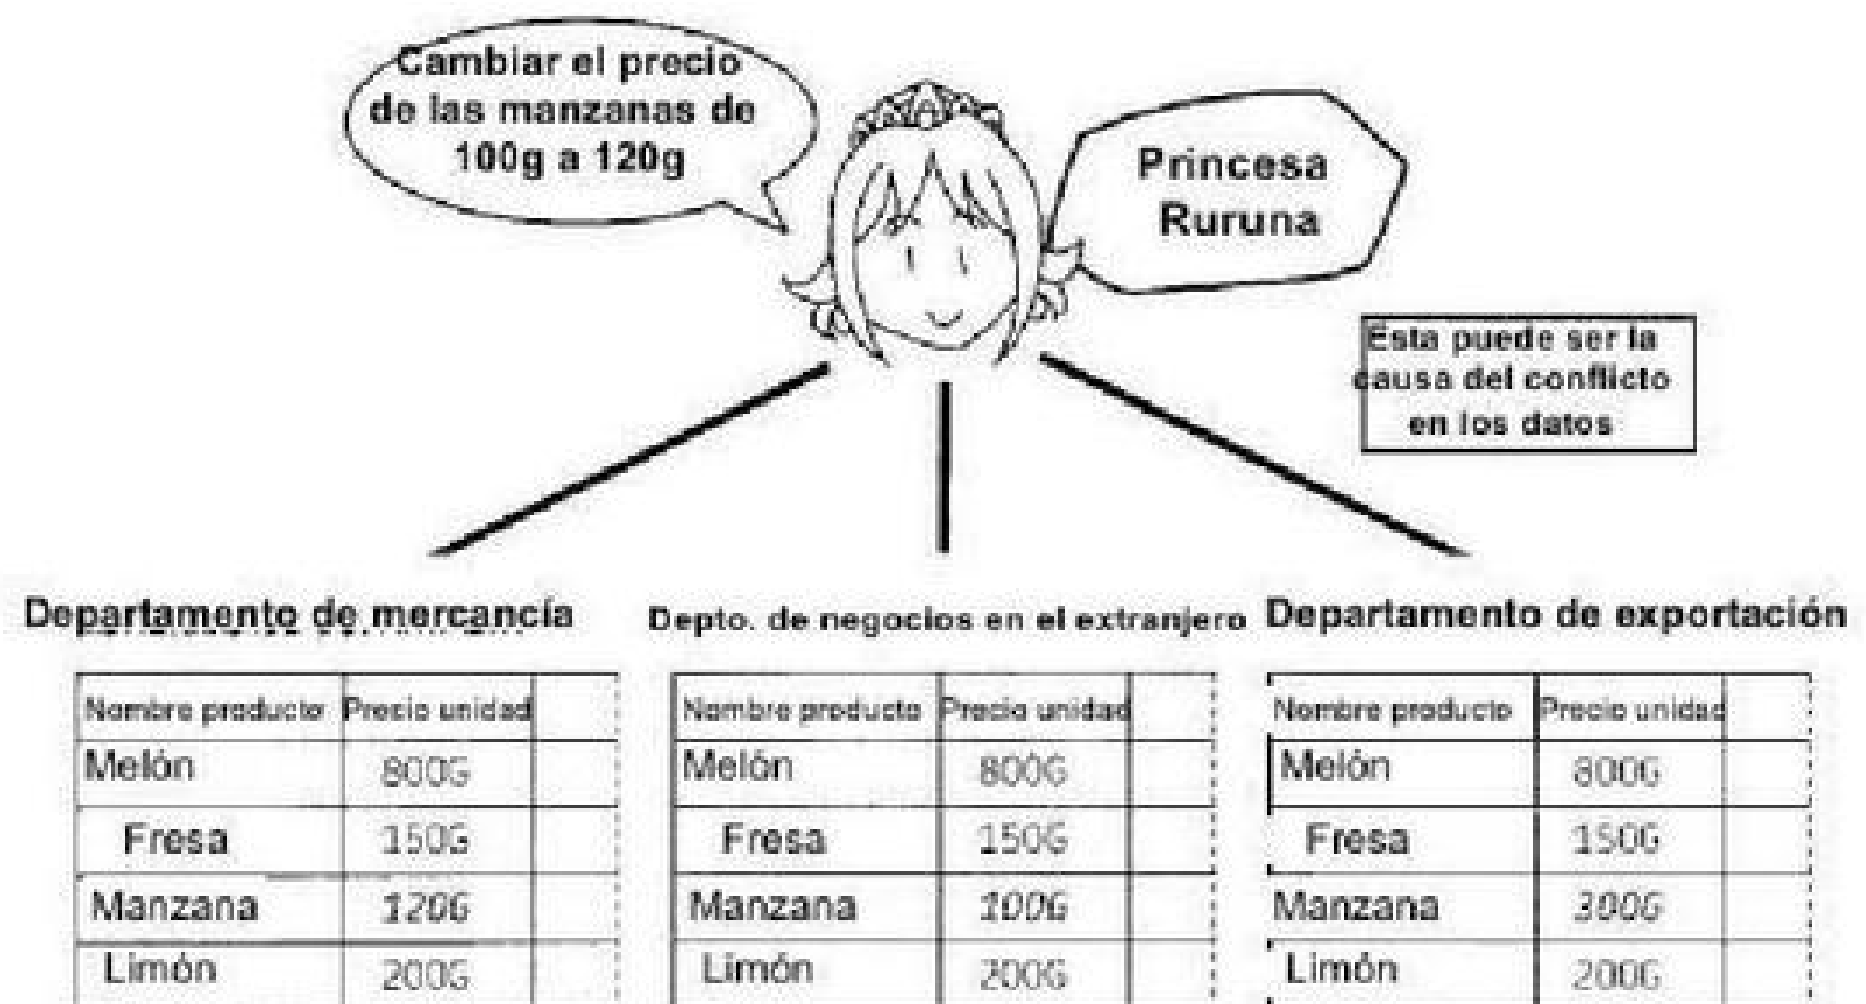 Cambiar el precio
de las manzanas de
100g a 120g
Princesa
Ruruna
Esta puede ser la
causa del conflicto
en los datos
Departamento de mercancía
Depto. de negocios en el extranjero
Departamento de exportación
Nombre producto Precio unidad
Melón 800G
Fresa 150G
Manzana 120G
Limón 200G
Nombre producto Precio unidad
Melón 800G
Fresa 150G
Manzana 100G
Limón 200G
Nombre producto Precio unidad
Melón 800G
Fresa 150G
Manzana 300G
Limón 200G